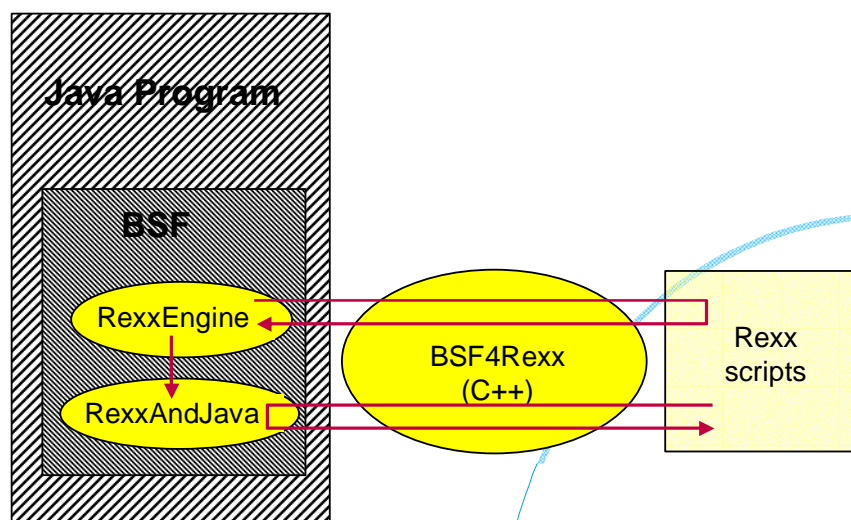 Java Program
BSF
RexxEngine
RexxAndJava
BSF4Rexx
(C++)
Rexx
scripts